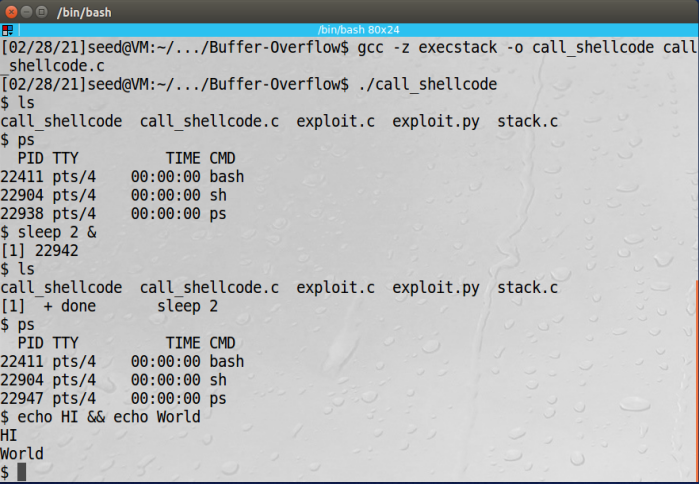 /bin/bash
/bin/bash 80x24
[02/28/21]seed@VM:~/.../Buffer-Overflow$ gcc -z execstack -o call_shellcode call
_shellcode.c
[02/28/21]seed@VM:~/.../Buffer-Overflow$ ./call_shellcode
$ ls
call_shellcode  call_shellcode.c  exploit.c  exploit.py  stack.c
$ ps
  PID TTY          TIME CMD
22411 pts/4    00:00:00 bash
22904 pts/4    00:00:00 sh
22938 pts/4    00:00:00 ps
$ sleep 2 &
[1] 22942
$ ls
call_shellcode  call_shellcode.c  exploit.c  exploit.py  stack.c
[1]  + done       sleep 2
$ ps
  PID TTY          TIME CMD
22411 pts/4    00:00:00 bash
22904 pts/4    00:00:00 sh
22947 pts/4    00:00:00 ps
$ echo HI && echo World
HI
World
$